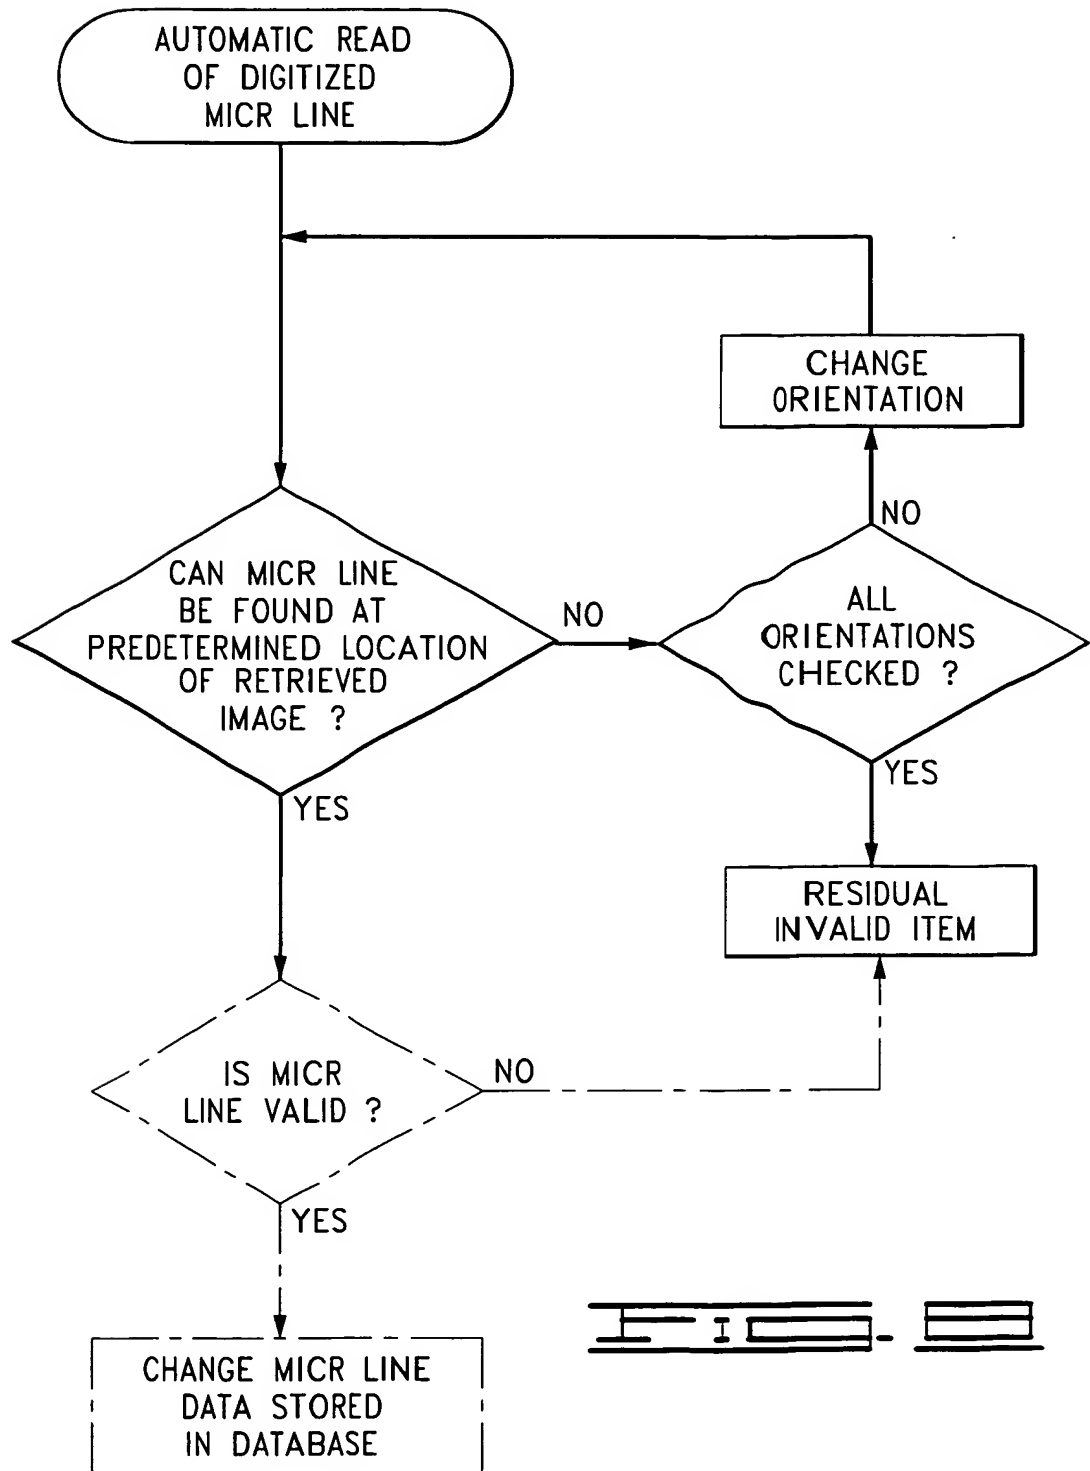 AUTOMATIC READ
OF DIGITIZED
MICR LINE
CHANGE
ORIENTATION
NO
CAN MICR LINE
BE FOUND AT
PREDETERMINED LOCATION
OF RETRIEVED
IMAGE ?
NO
ALL
ORIENTATIONS
CHECKED ?
YES
YES
RESIDUAL
INVALID ITEM
IS MICR
LINE VALID ?
NO
YES
CHANGE MICR LINE
DATA STORED
IN DATABASE